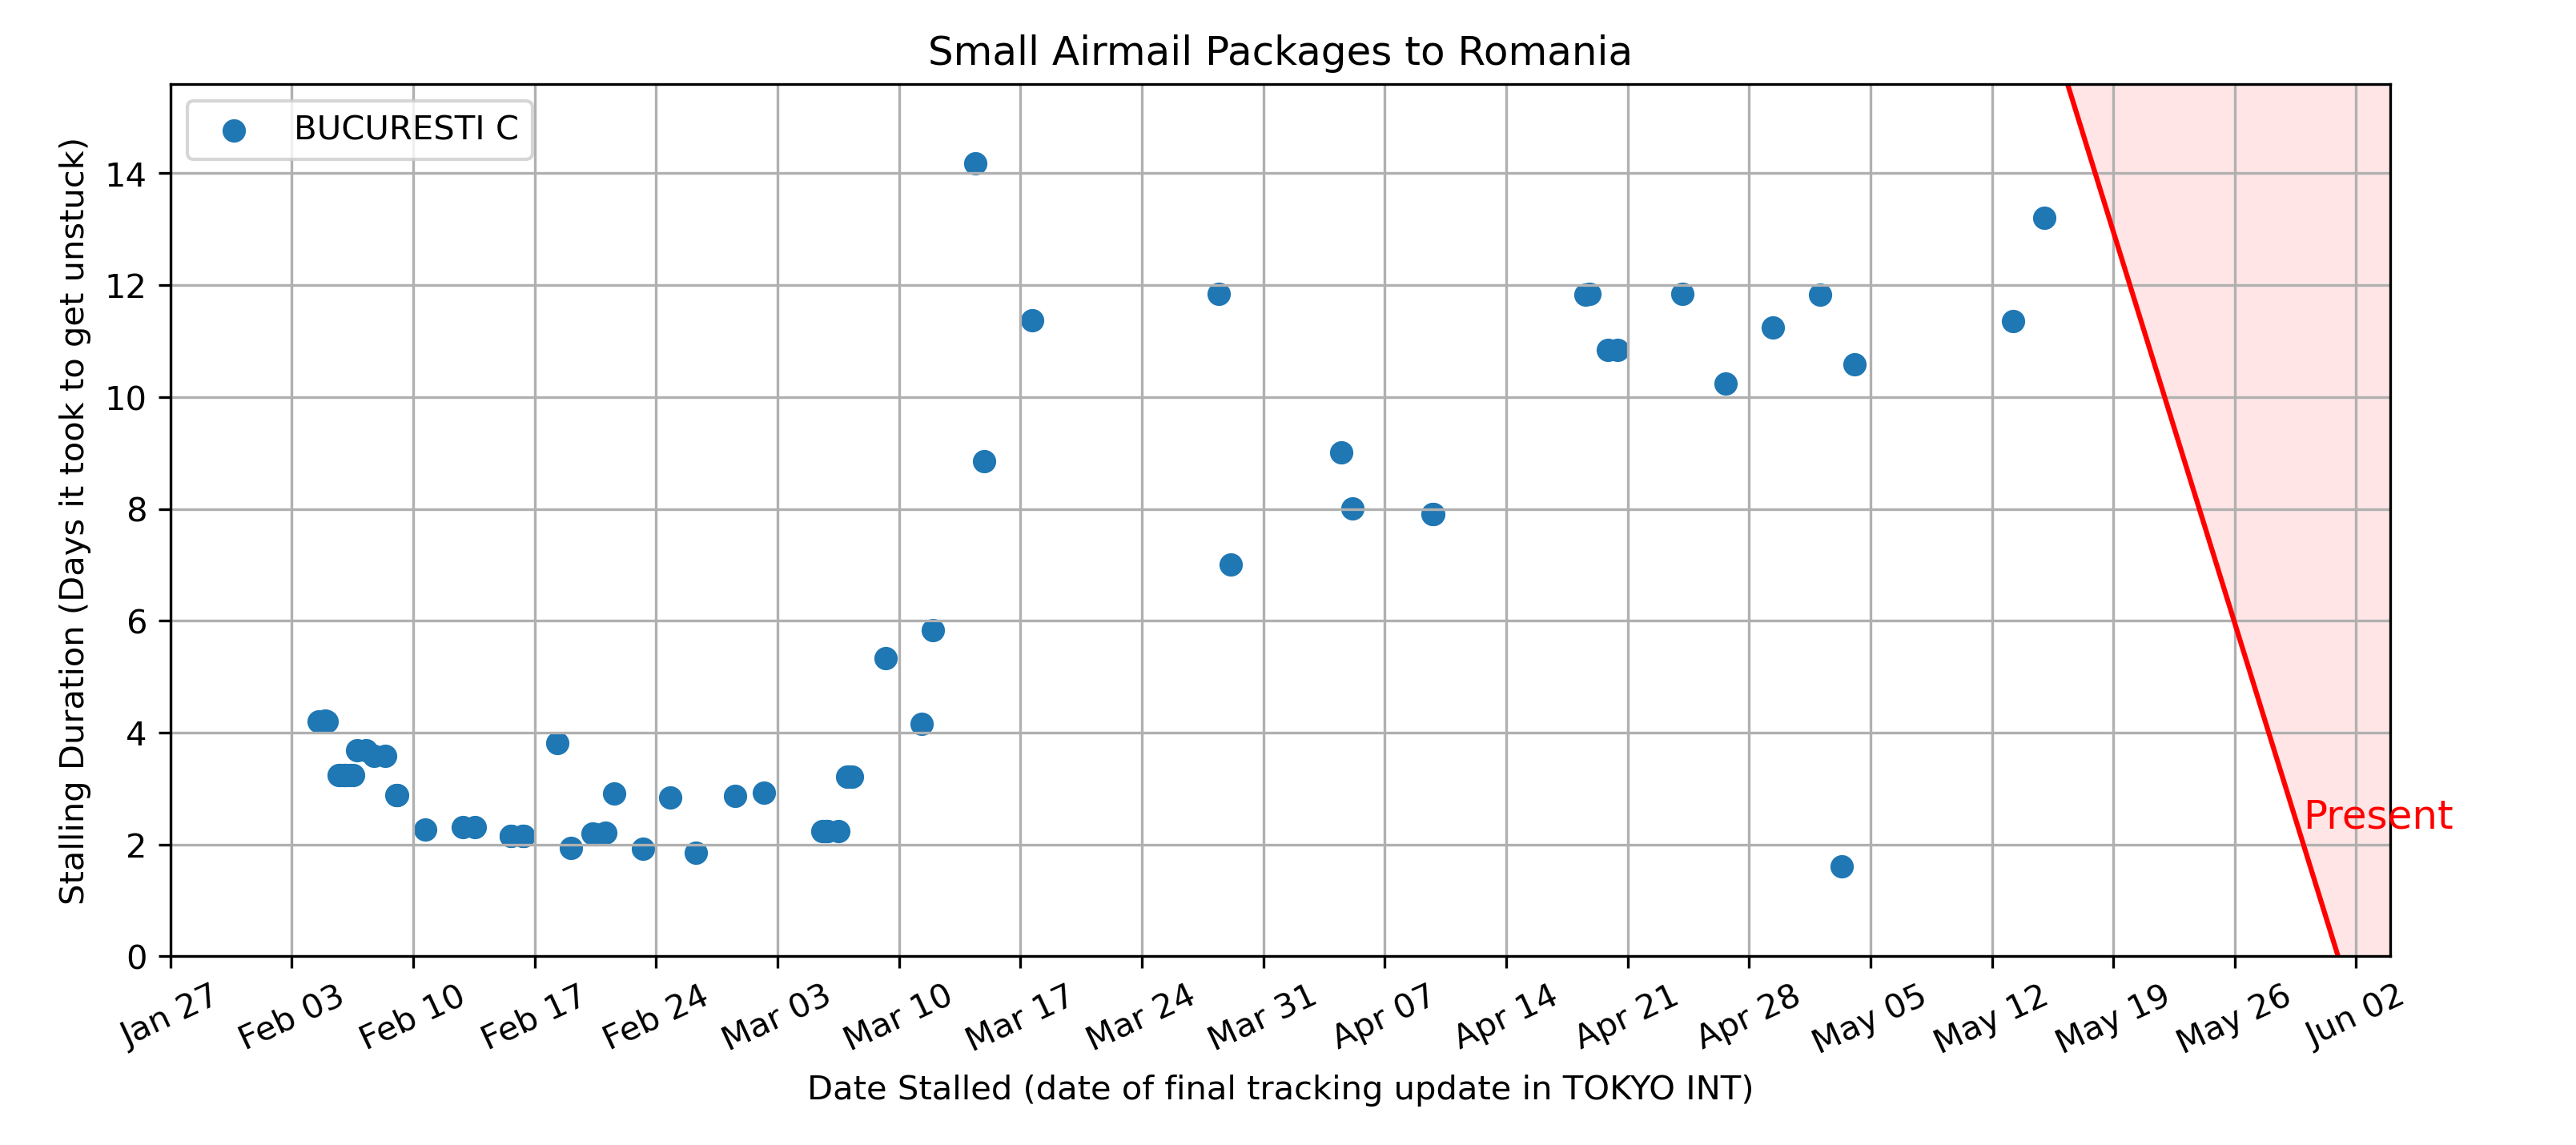 Small Airmail Packages to Romania
BUCURESTI C
Stalling Duration (Days it took to get unstuck)
14
12
10
8
6
4
2
0
Present
Jan 27
Feb 03
Feb 10
Feb 17
Feb 24
Mar 03
Mar 10
Mar 17
Mar 24
Mar 31
Apr 07
Apr 14
Apr 21
Apr 28
May 05
May 12
May 19
May 26
Jun 02
Date Stalled (date of final tracking update in TOKYO INT)